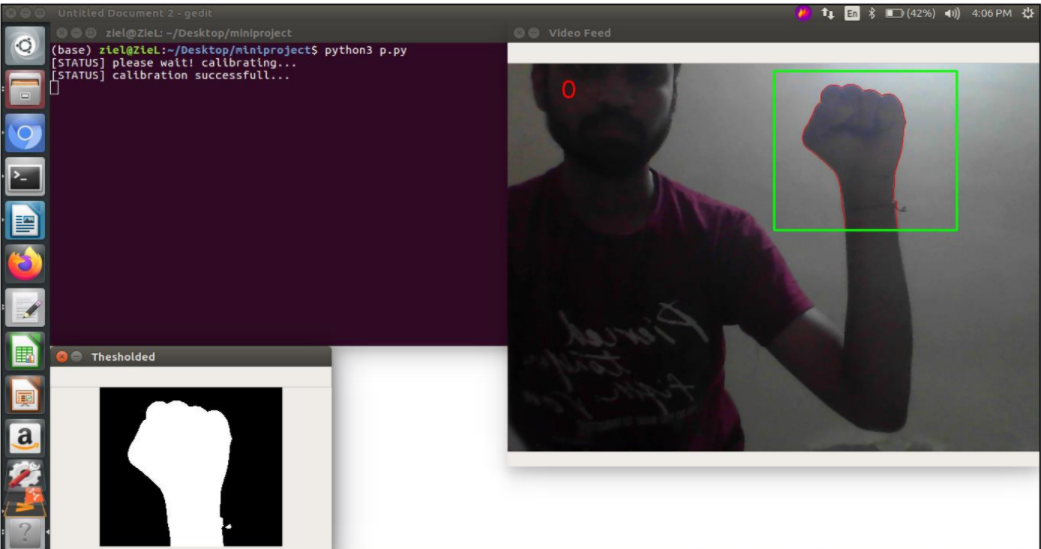 Untitled Document 2 - gedit
En
(42%)
4:06 PM
ziel@ZieL: ~/Desktop/miniproject
(base) ziel@ZieL:~/Desktop/miniproject$ python3 p.py
[STATUS] please wait! calibrating...
[STATUS] calibration successfull...
Video Feed
0
Thesholded